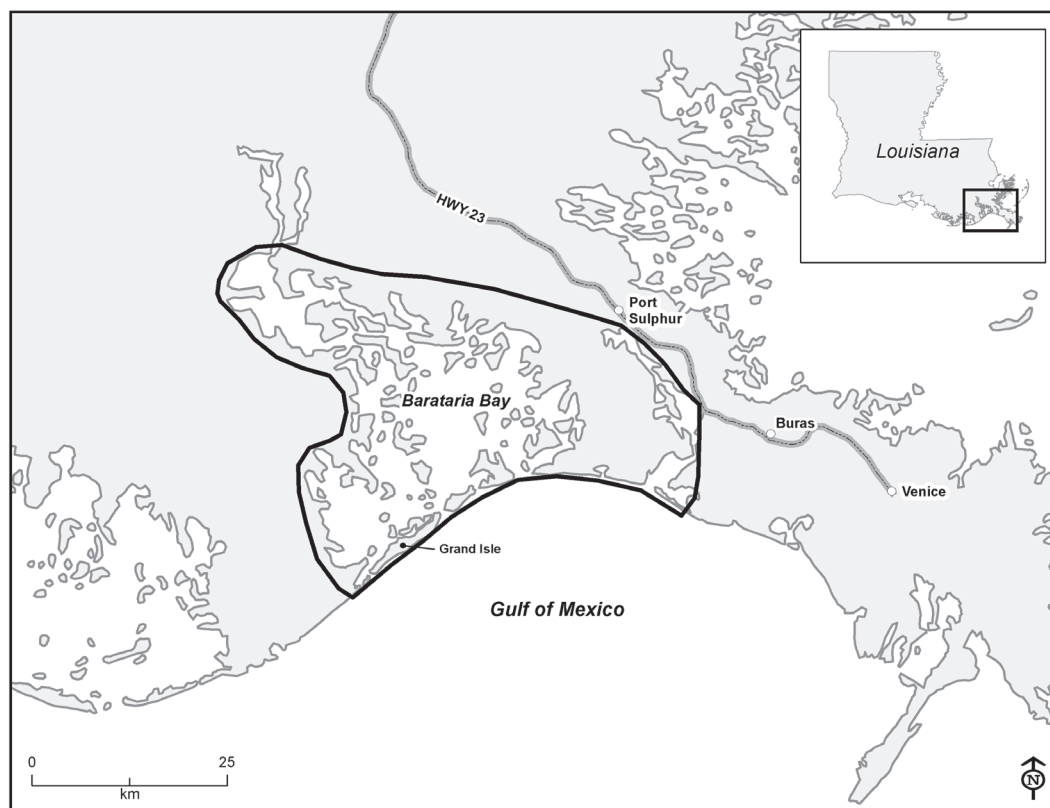 Louisiana
HWY 23
Port
Sulphur
Barataria Bay
Buras
Venice
Grand Isle
Gulf of Mexico
0 25
km
N